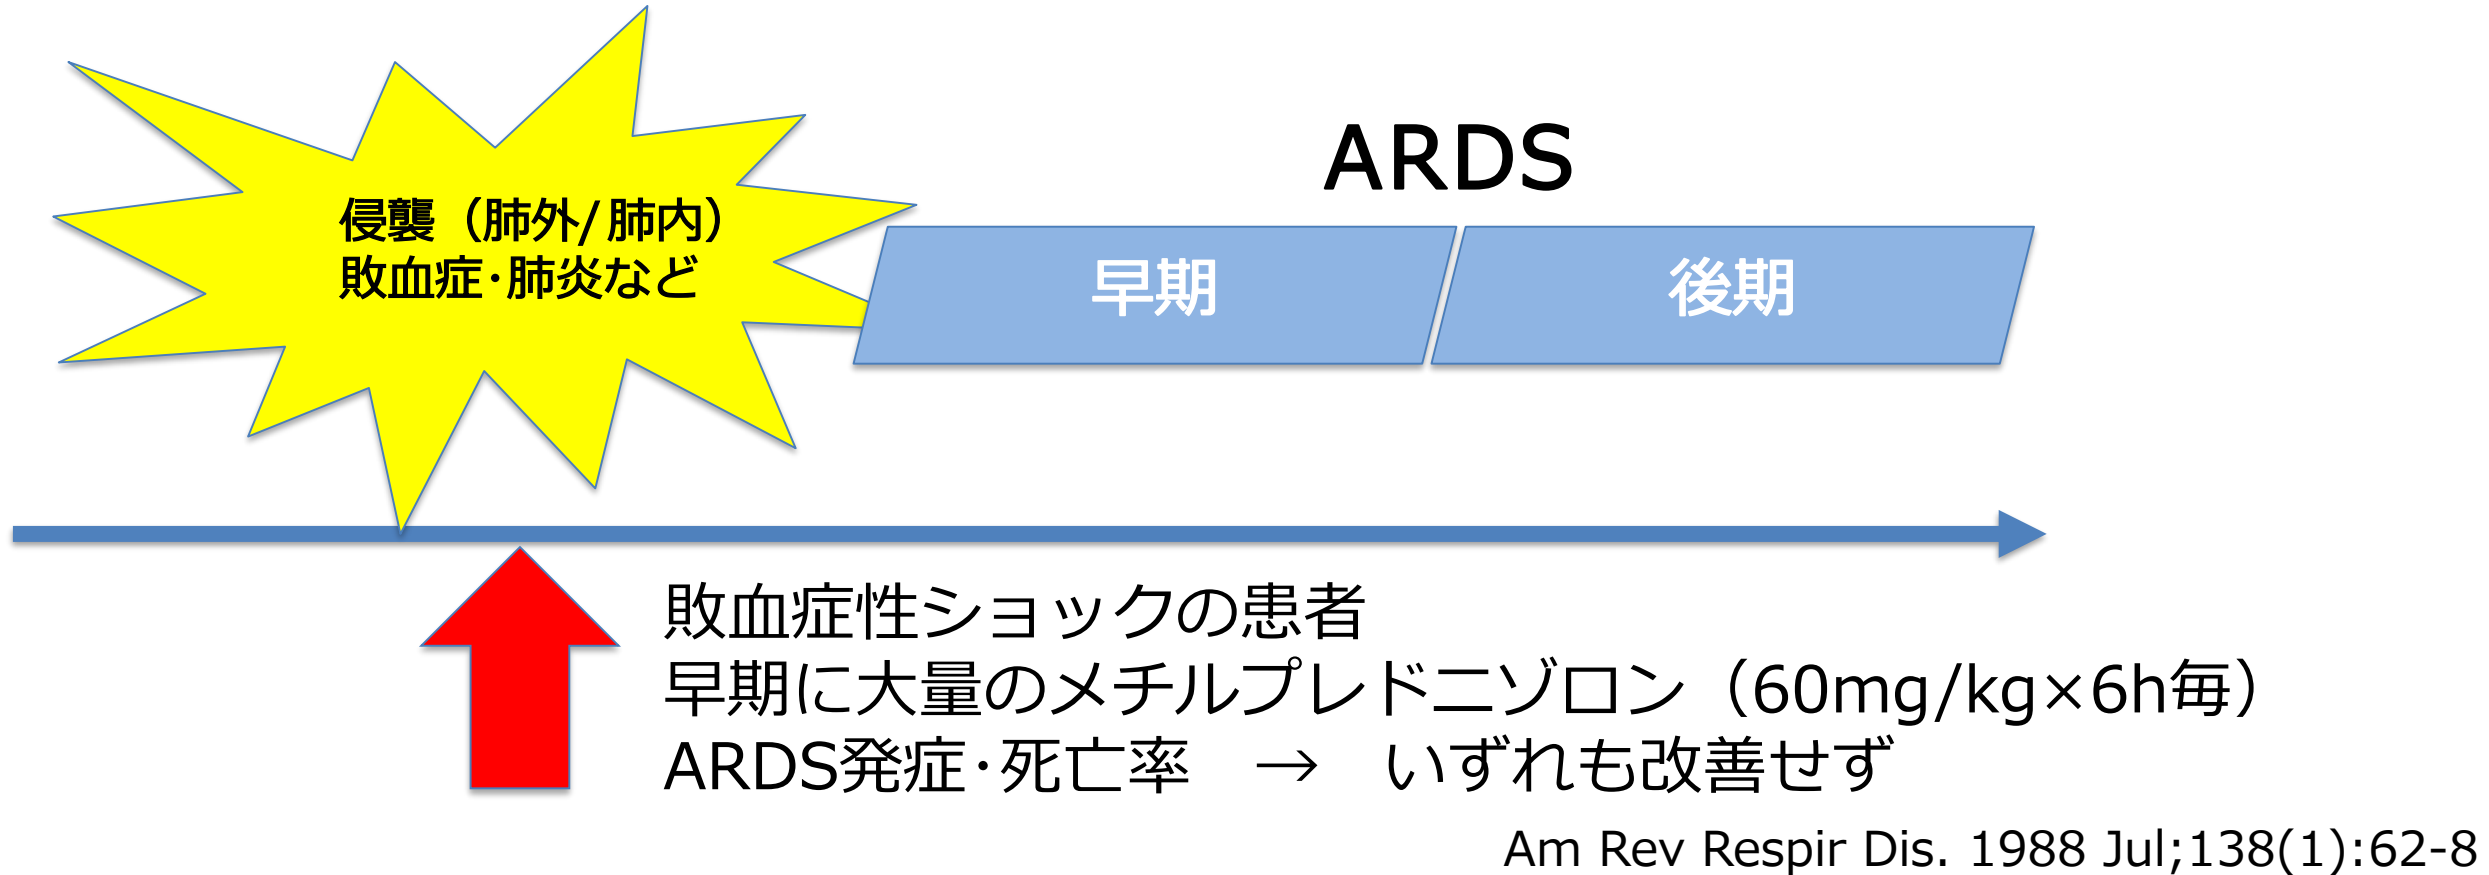 侵襲（肺外/肺内）
敗血症･肺炎など
ARDS
早期
後期
敗血症性ショックの患者
早期に大量のメチルプレドニゾロン（60mg/kg×6h毎）
ARDS発症･死亡率　→　いずれも改善せず
Am Rev Respir Dis. 1988 Jul;138(1):62-8